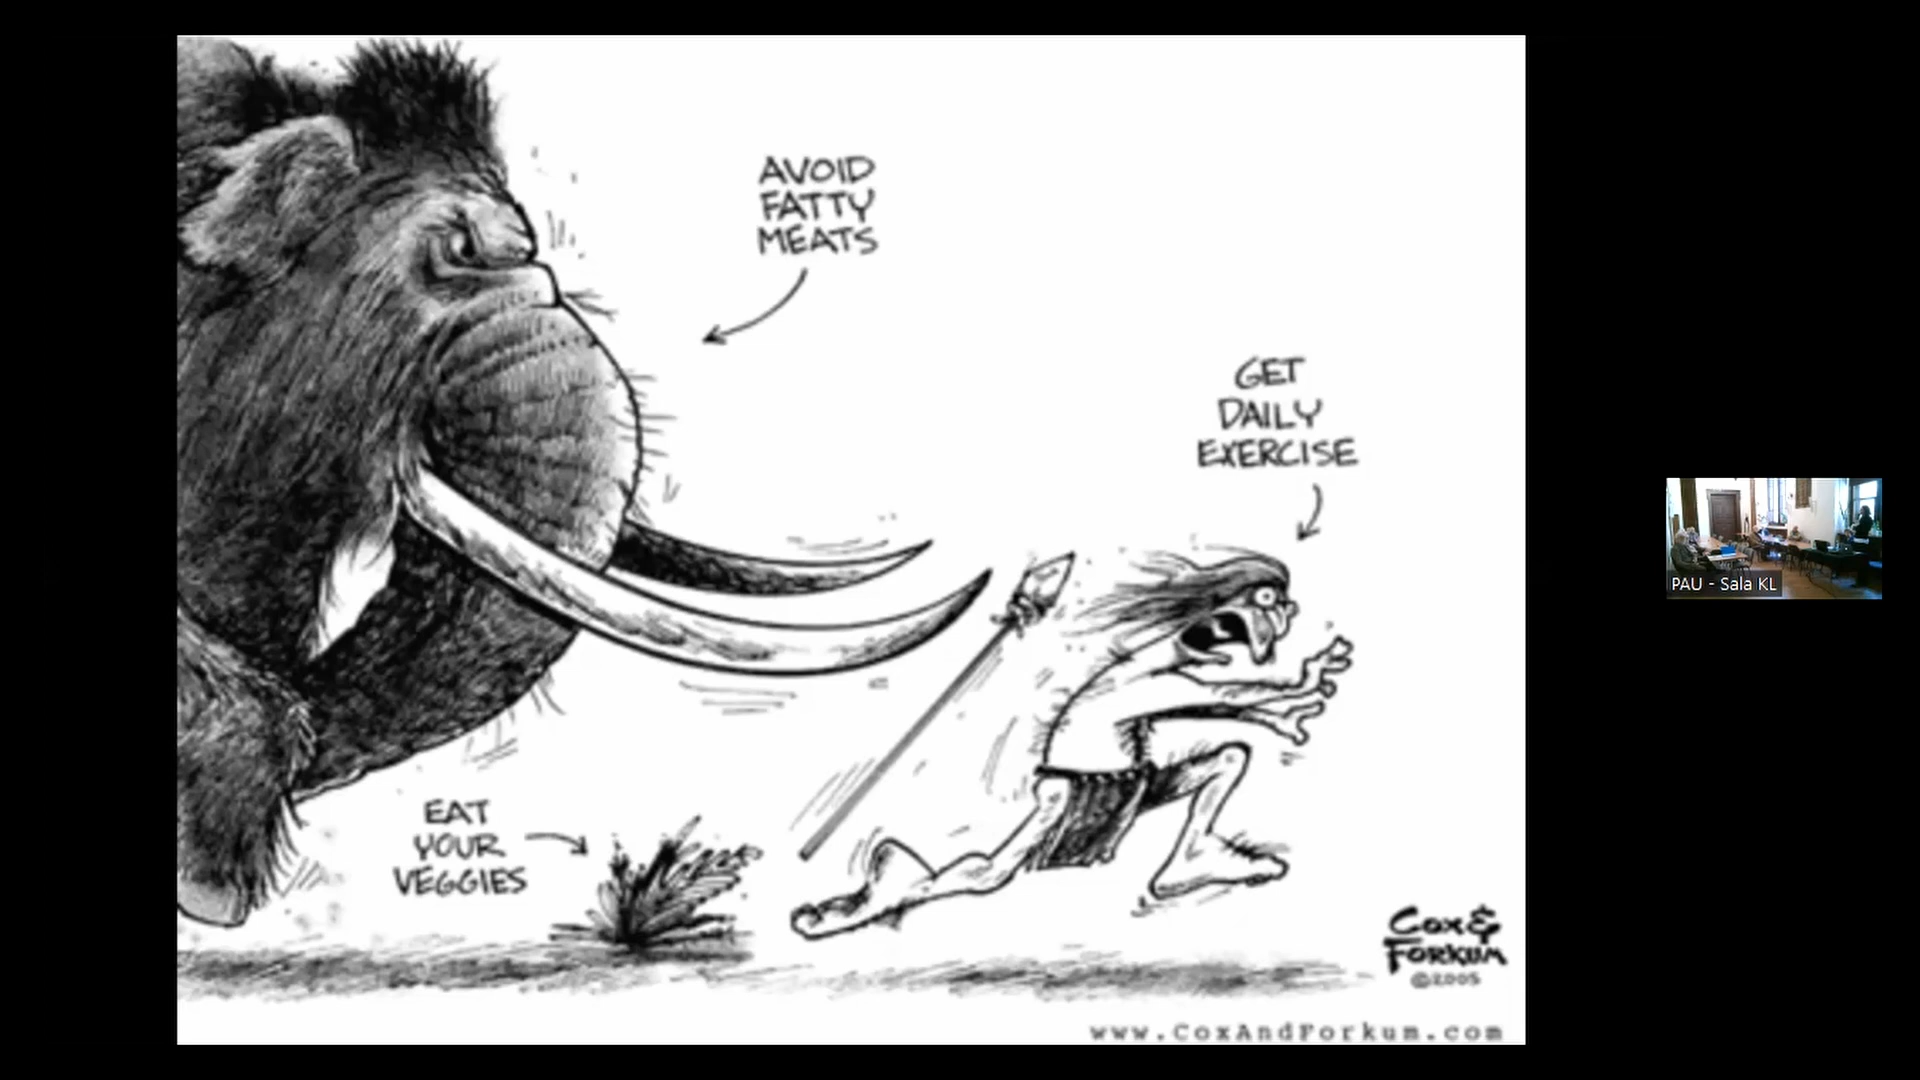 AVOID
FATTY
MEATS
GET
DAILY
EXERCISE
EAT
YOUR
VEGGIES
Cox &
FORKUM
©2005
www.CoxAndForkum.com
PAU - Sala KL